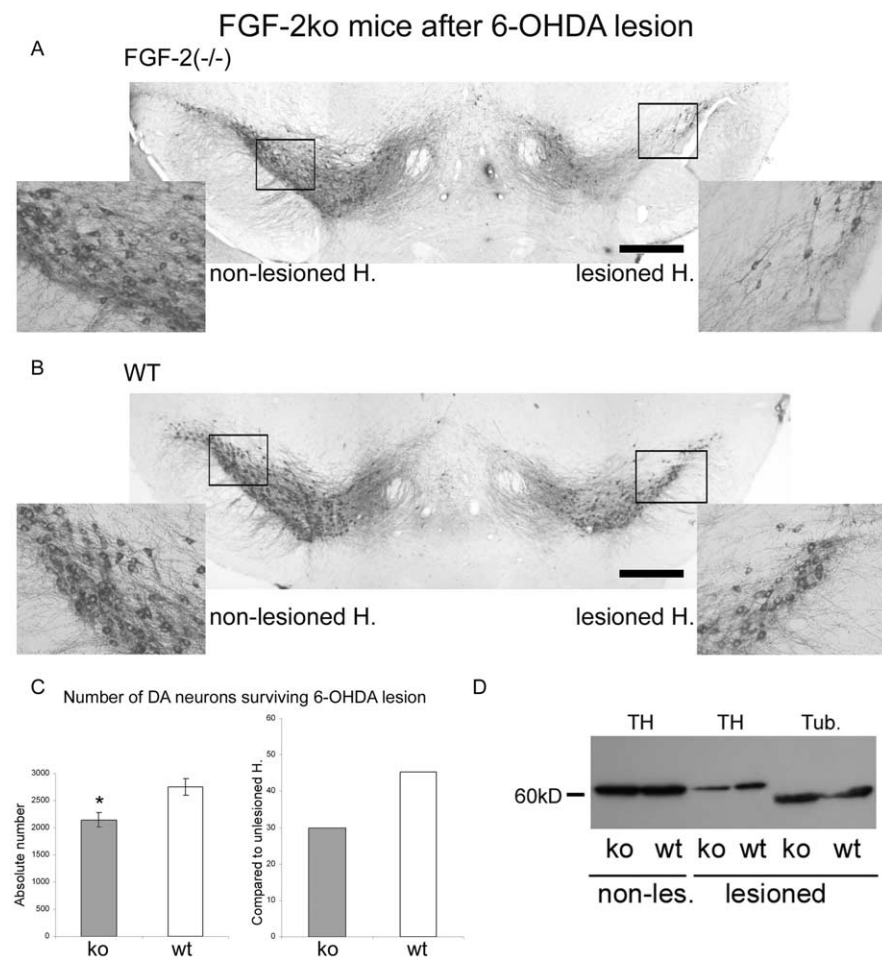 FGF-2ko mice after 6-OHDA lesion
A
FGF-2(-/-)
non-lesioned H.
lesioned H.
B
WT
non-lesioned H.
lesioned H.
C
Number of DA neurons surviving 6-OHDA lesion
Absolute number
3000
2500
2000
1500
1000
500
0
*
ko
wt
Compared to unlesioned H.
60
50
40
30
20
10
0
ko
wt
D
TH TH Tub.
60kD
ko wt ko wt ko wt
non-les. lesioned